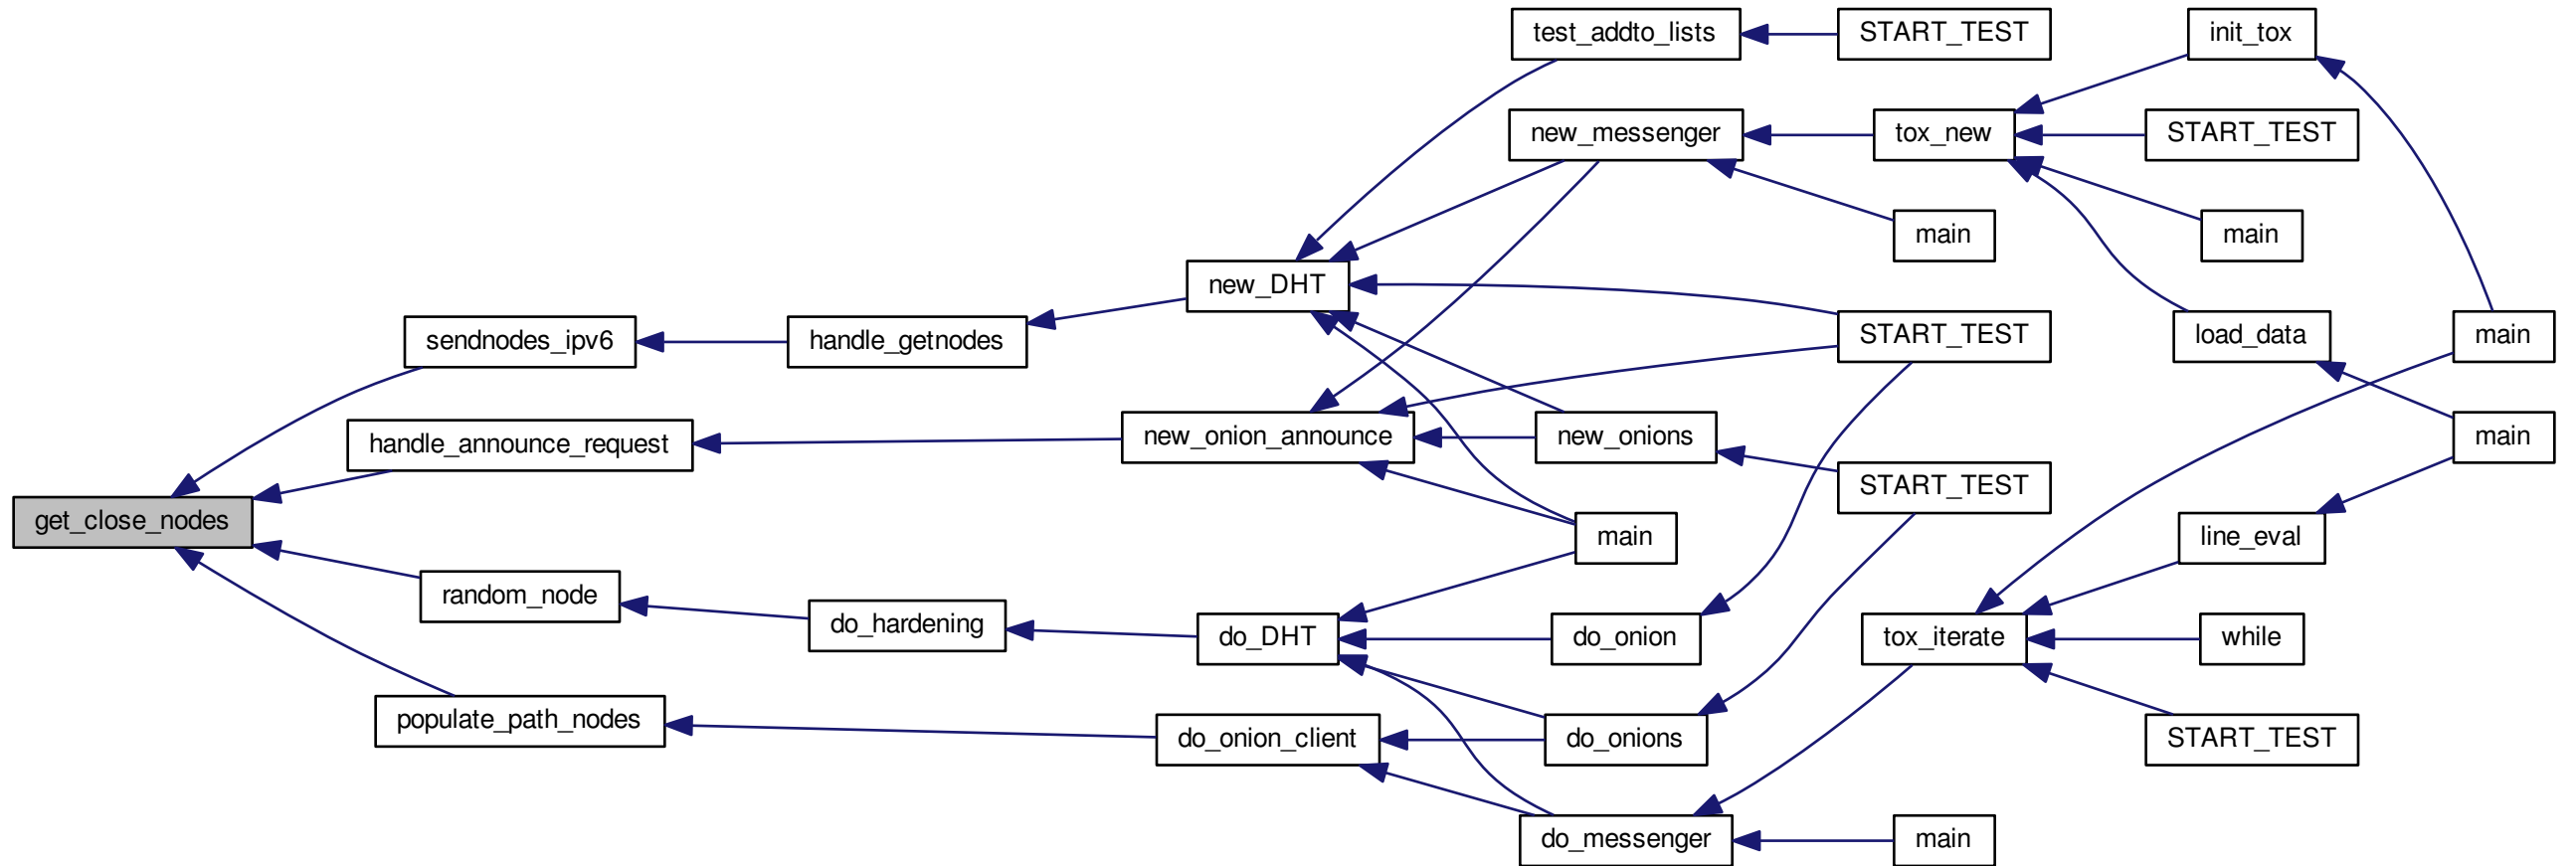 test_addto_lists
START_TEST
init_tox
new_messenger
tox_new
START_TEST
main
main
new_DHT
sendnodes_ipv6
handle_getnodes
START_TEST
load_data
main
handle_announce_request
new_onion_announce
new_onions
main
START_TEST
get_close_nodes
main
line_eval
random_node
do_hardening
do_DHT
do_onion
tox_iterate
while
populate_path_nodes
do_onion_client
do_onions
START_TEST
do_messenger
main